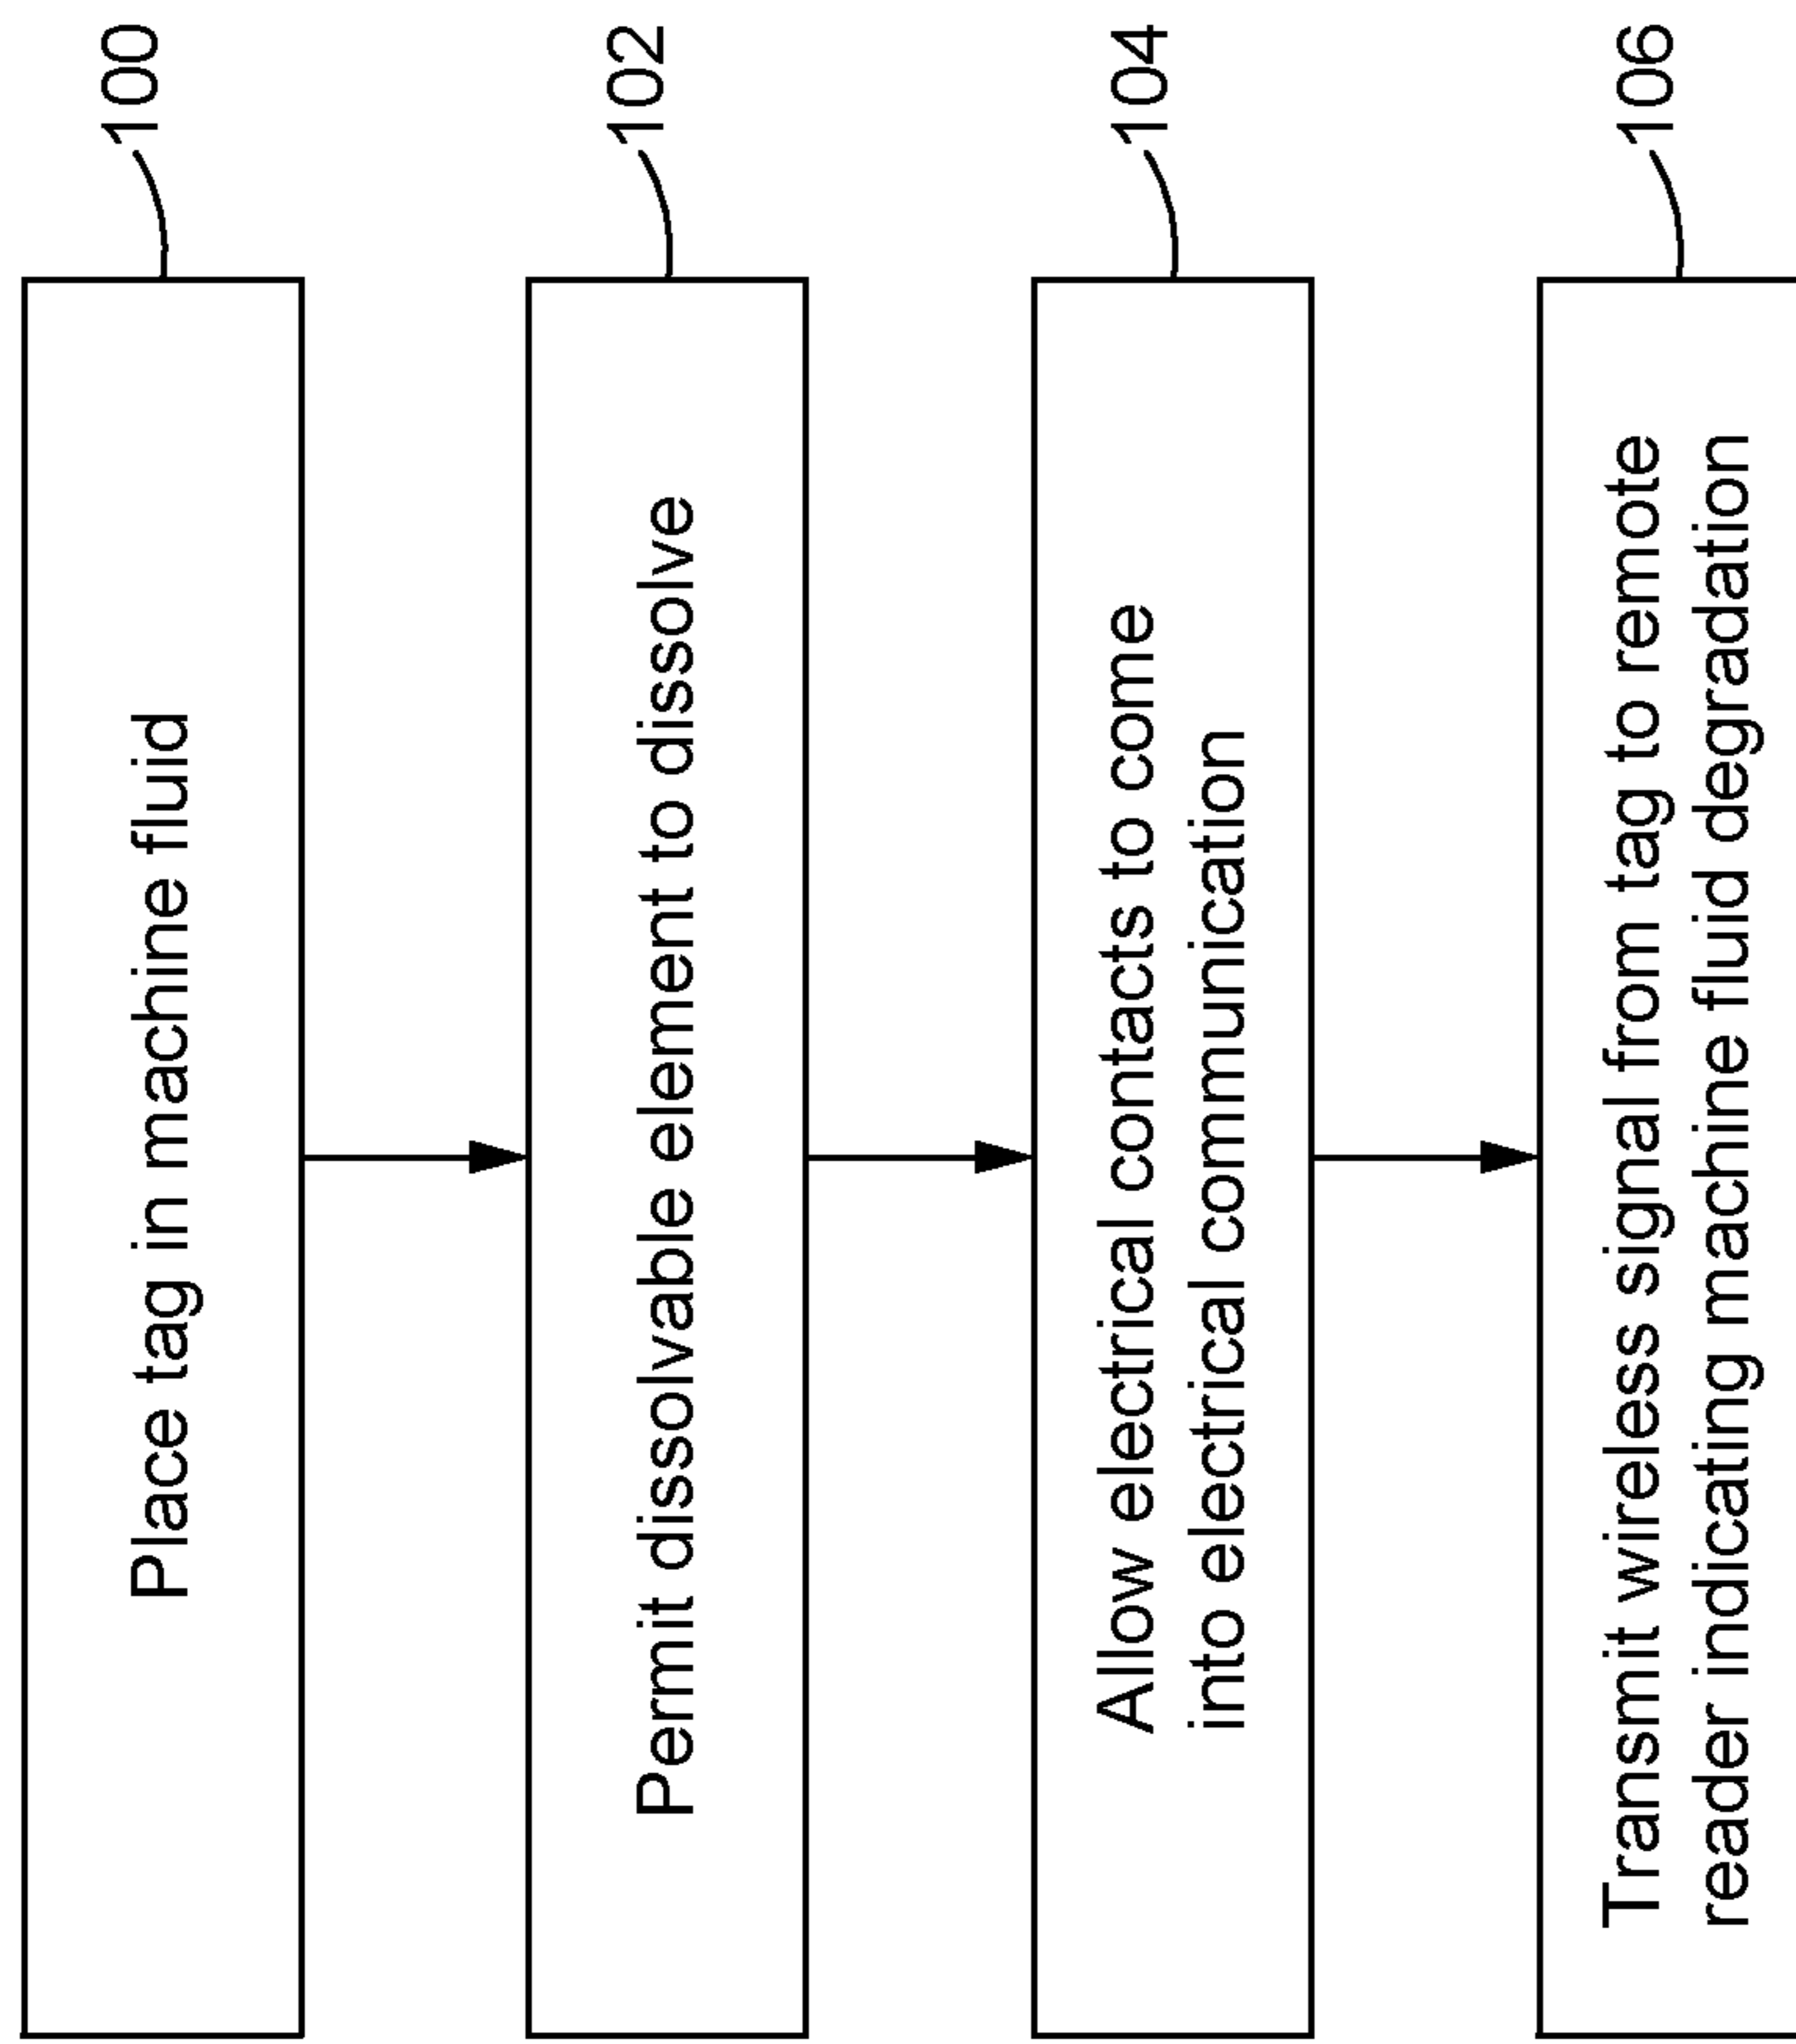 100
Place tag in machine fluid
102
Permit dissolvable element to dissolve
104
Allow electrical contacts to come
into electrical communication
106
Transmit wireless signal from tag to remote
reader indicating machine fluid degradation